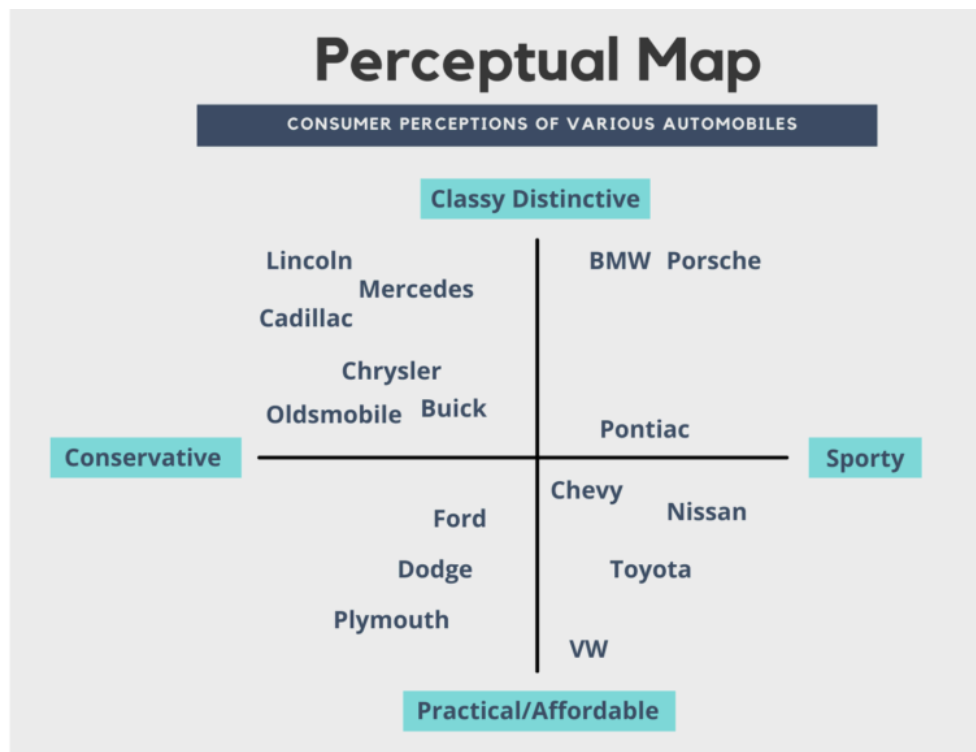 Perceptual Map
CONSUMER PERCEPTIONS OF VARIOUS AUTOMOBILES
Classy Distinctive
Lincoln
BMW Porsche
Mercedes
Cadillac
Chrysler
Oldsmobile Buick
Pontiac
Conservative
Sporty
Chevy
Nissan
Ford
Dodge
Toyota
Plymouth
VW
Practical/Affordable